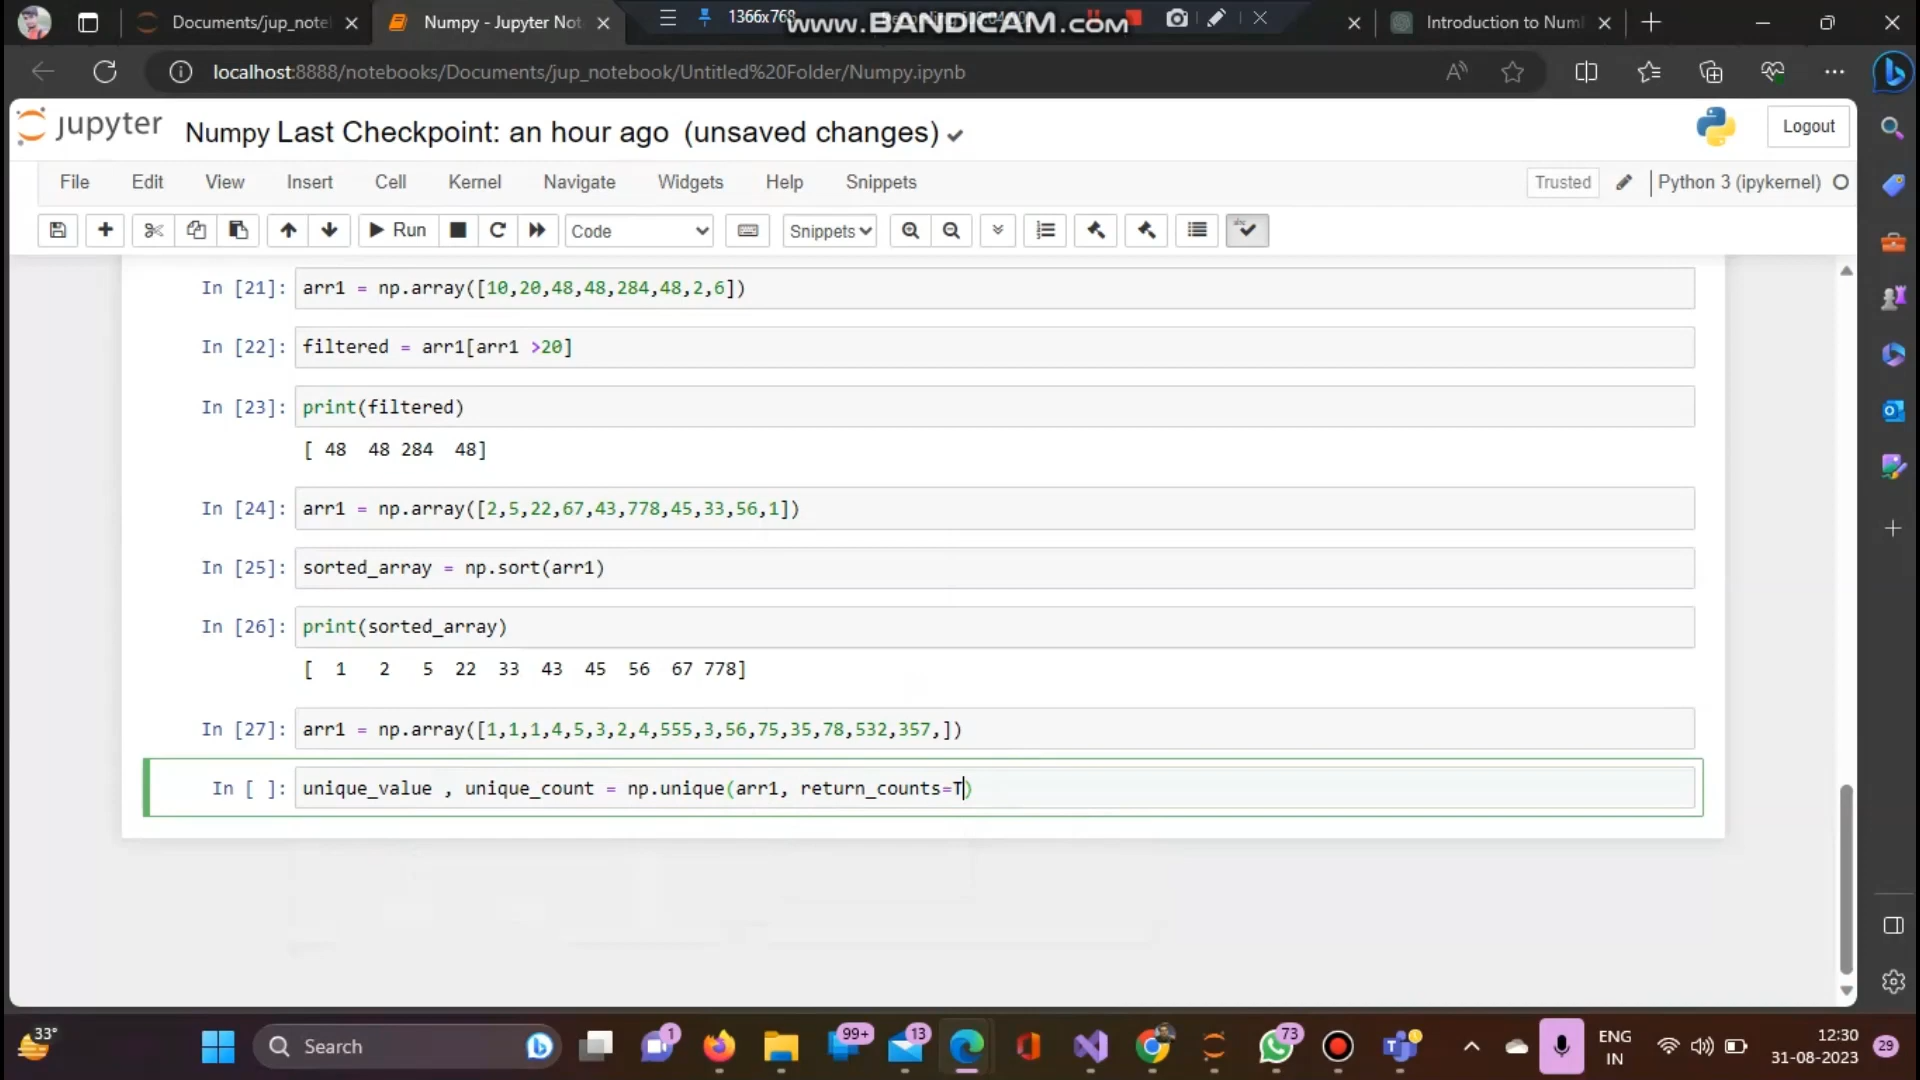 Documents/jup_note
Numpy - Jupyter Not
1366x768
www.BANDICAM.com
Introduction to Num
localhost:8888/notebooks/Documents/jup_notebook/Untitled%20Folder/Numpy.ipynb
jupyter
Numpy Last Checkpoint: an hour ago (unsaved changes)
Logout
File Edit View Insert Cell Kernel Navigate Widgets Help Snippets
Trusted
Python 3 (ipykernel)
Run
Code
Snippets
In [21]: arr1 = np.array([10,20,48,48,284,48,2,6])
In [22]: filtered = arr1[arr1 >20]
In [23]: print(filtered)
[ 48  48 284  48]
In [24]: arr1 = np.array([2,5,22,67,43,778,45,33,56,1])
In [25]: sorted_array = np.sort(arr1)
In [26]: print(sorted_array)
[  1   2   5  22  33  43  45  56  67 778]
In [27]: arr1 = np.array([1,1,1,4,5,3,2,4,555,3,56,75,35,78,532,357,])
In [ ]: unique_value , unique_count = np.unique(arr1, return_counts=T)
33°
Search
1
99+
13
73
ENG
IN
12:30
31-08-2023
29